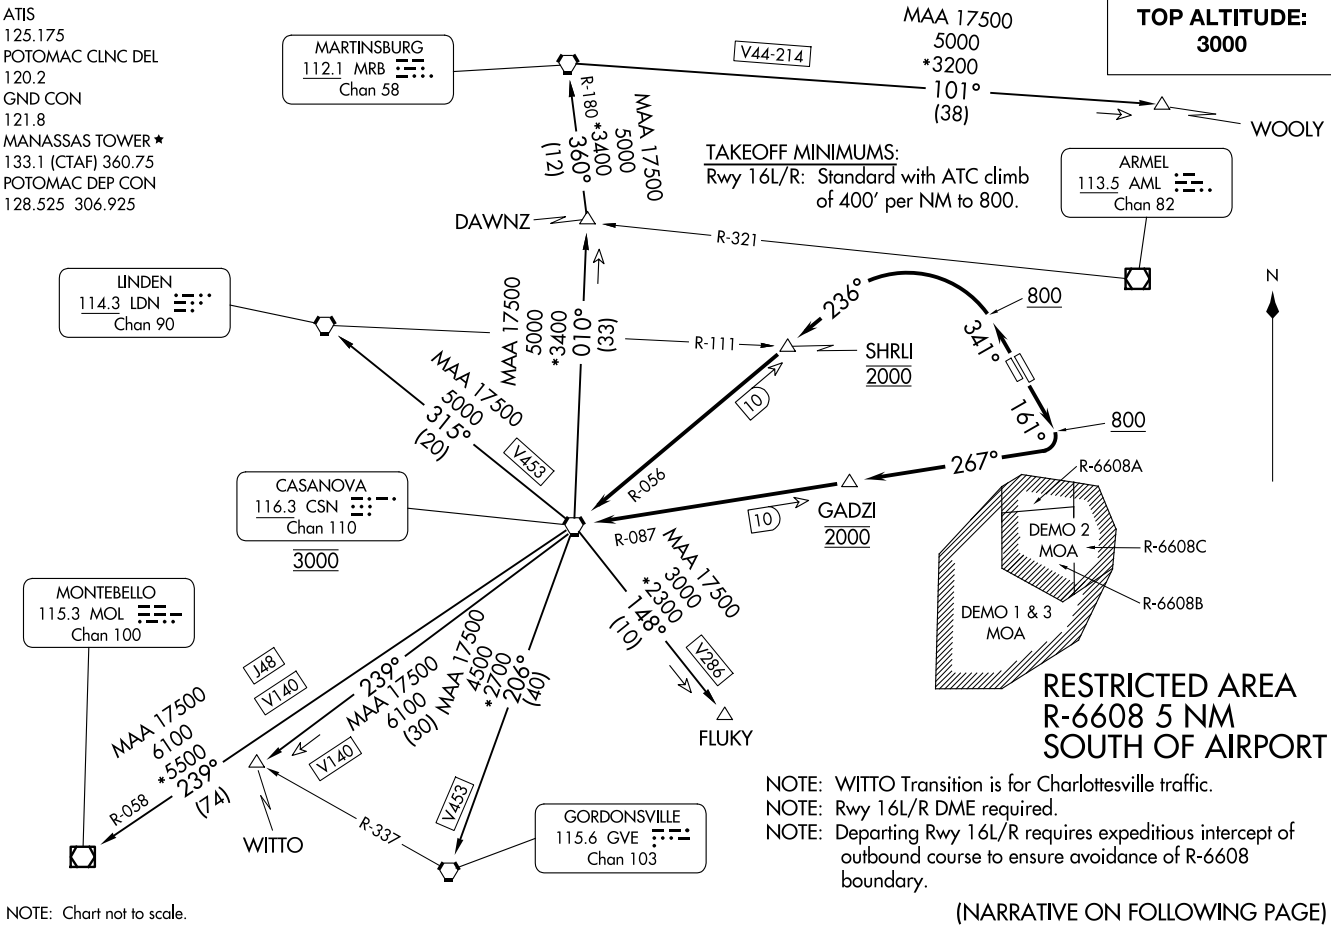 ATIS
125.175
POTOMAC CLNC DEL
120.2
GND CON
121.8
MANASSAS TOWER★
133.1 (CTAF) 360.75
POTOMAC DEP CON
128.525 306.925
MARTINSBURG
112.1 MRB
Chan 58
V44-214
MAA 17500
5000
*3200
101°
(38)
TOP ALTITUDE:
3000
WOOLY
R-180
MAA 17500
5000
*3400
360°
(12)
TAKEOFF MINIMUMS:
Rwy 16L/R: Standard with ATC climb
of 400' per NM to 800.
ARMEL
113.5 AML
Chan 82
DAWNZ
R-321
LINDEN
114.3 LDN
Chan 90
MAA 17500
5000
*3400
010°
(33)
R-111
236°
800
341°
SHRLI
2000
N
MAA 17500
5000
315°
(20)
V453
10
161°
800
CASANOVA
116.3 CSN
Chan 110
3000
R-056
267°
R-087
10
GADZI
2000
R-6608A
DEMO 2
MOA
R-6608C
R-6608B
DEMO 1 & 3
MOA
MONTEBELLO
115.3 MOL
Chan 100
MAA 17500
3000
*2300
148°
(10)
V286
FLUKY
J48
V140
239°
MAA 17500
6100
(30)
V140
MAA 17500
4500
*2700
206°
(40)
V453
MAA 17500
6100
*5500
239°
(74)
R-058
WITTO
R-337
GORDONSVILLE
115.6 GVE
Chan 103
RESTRICTED AREA
R-6608 5 NM
SOUTH OF AIRPORT
NOTE: WITTO Transition is for Charlottesville traffic.
NOTE: Rwy 16L/R DME required.
NOTE: Departing Rwy 16L/R requires expeditious intercept of
outbound course to ensure avoidance of R-6608
boundary.
NOTE: Chart not to scale.
(NARRATIVE ON FOLLOWING PAGE)